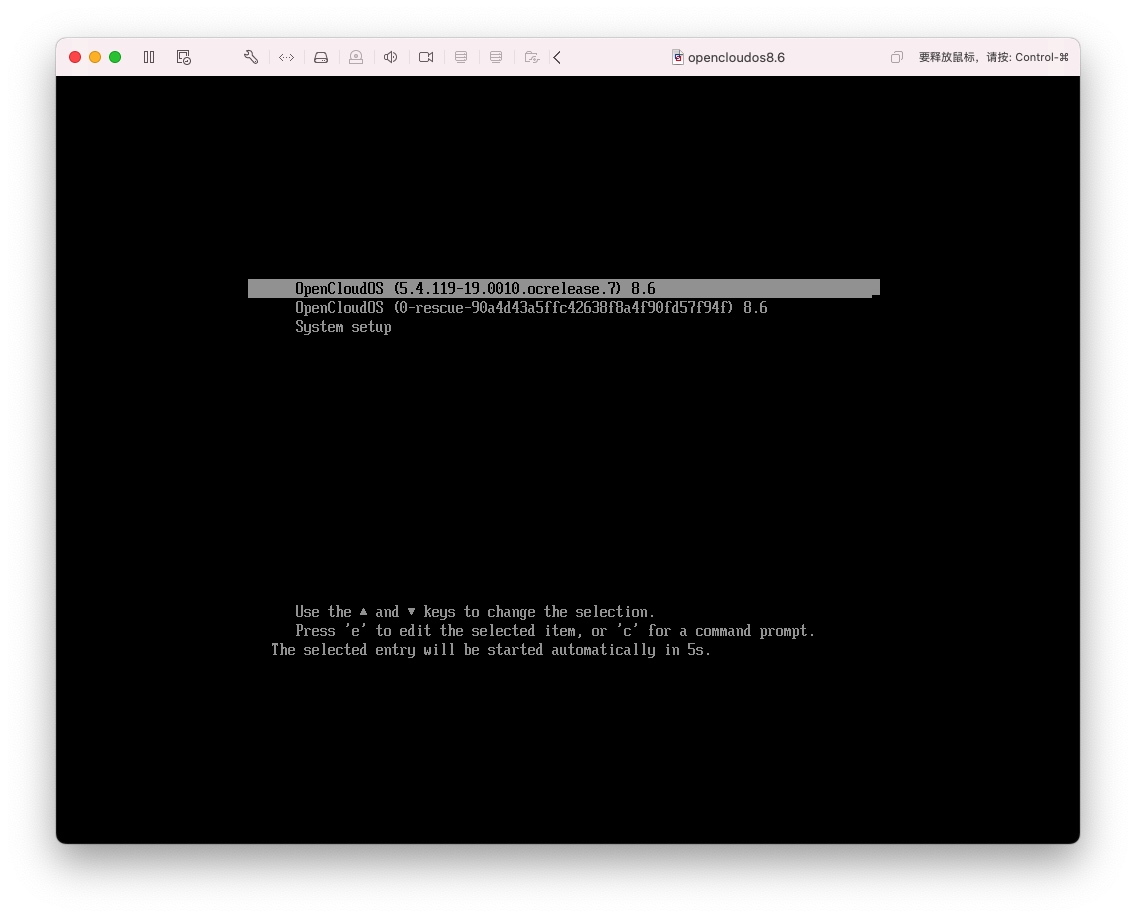 opencloudos8.6
要释放鼠标，请按: Control-⌘
OpenCloudOS (5.4.119-19.0010.ocrelease.7) 8.6
OpenCloudOS (0-rescue-90a4d43a5ffc42638f8a4f90fd57f94f) 8.6
System setup
Use the ▲ and ▼ keys to change the selection.
Press 'e' to edit the selected item, or 'c' for a command prompt.
The selected entry will be started automatically in 5s.